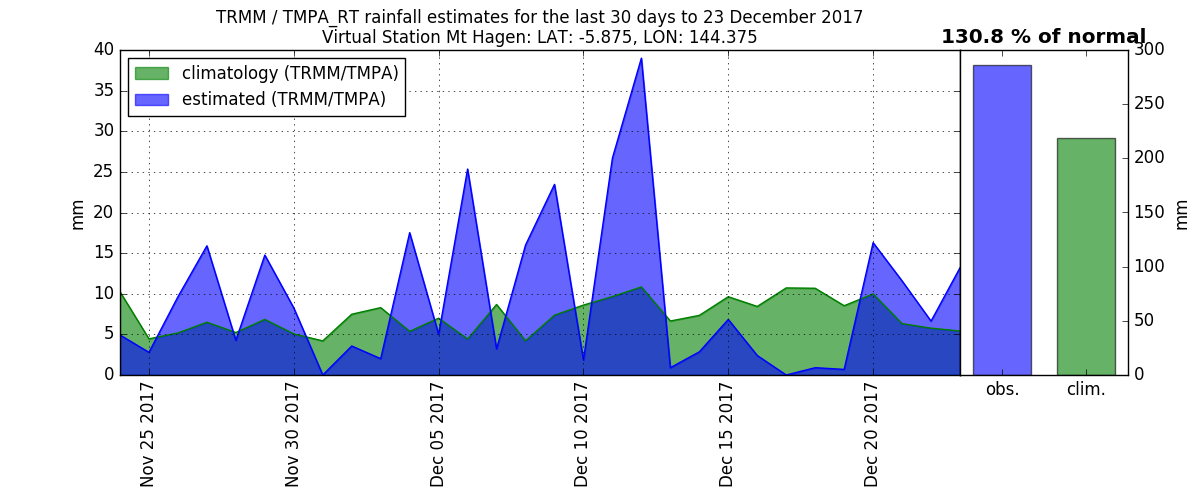 TRMM / TMPA_RT rainfall estimates for the last 30 days to 23 December 2017
Virtual Station Mt Hagen: LAT: -5.875, LON: 144.375
130.8 % of normal
climatology (TRMM/TMPA)
estimated (TRMM/TMPA)
40
35
30
25
20
15
10
5
0
mm
Nov 25 2017
Nov 30 2017
Dec 05 2017
Dec 10 2017
Dec 15 2017
Dec 20 2017
obs.
clim.
300
250
200
150
100
50
0
mm